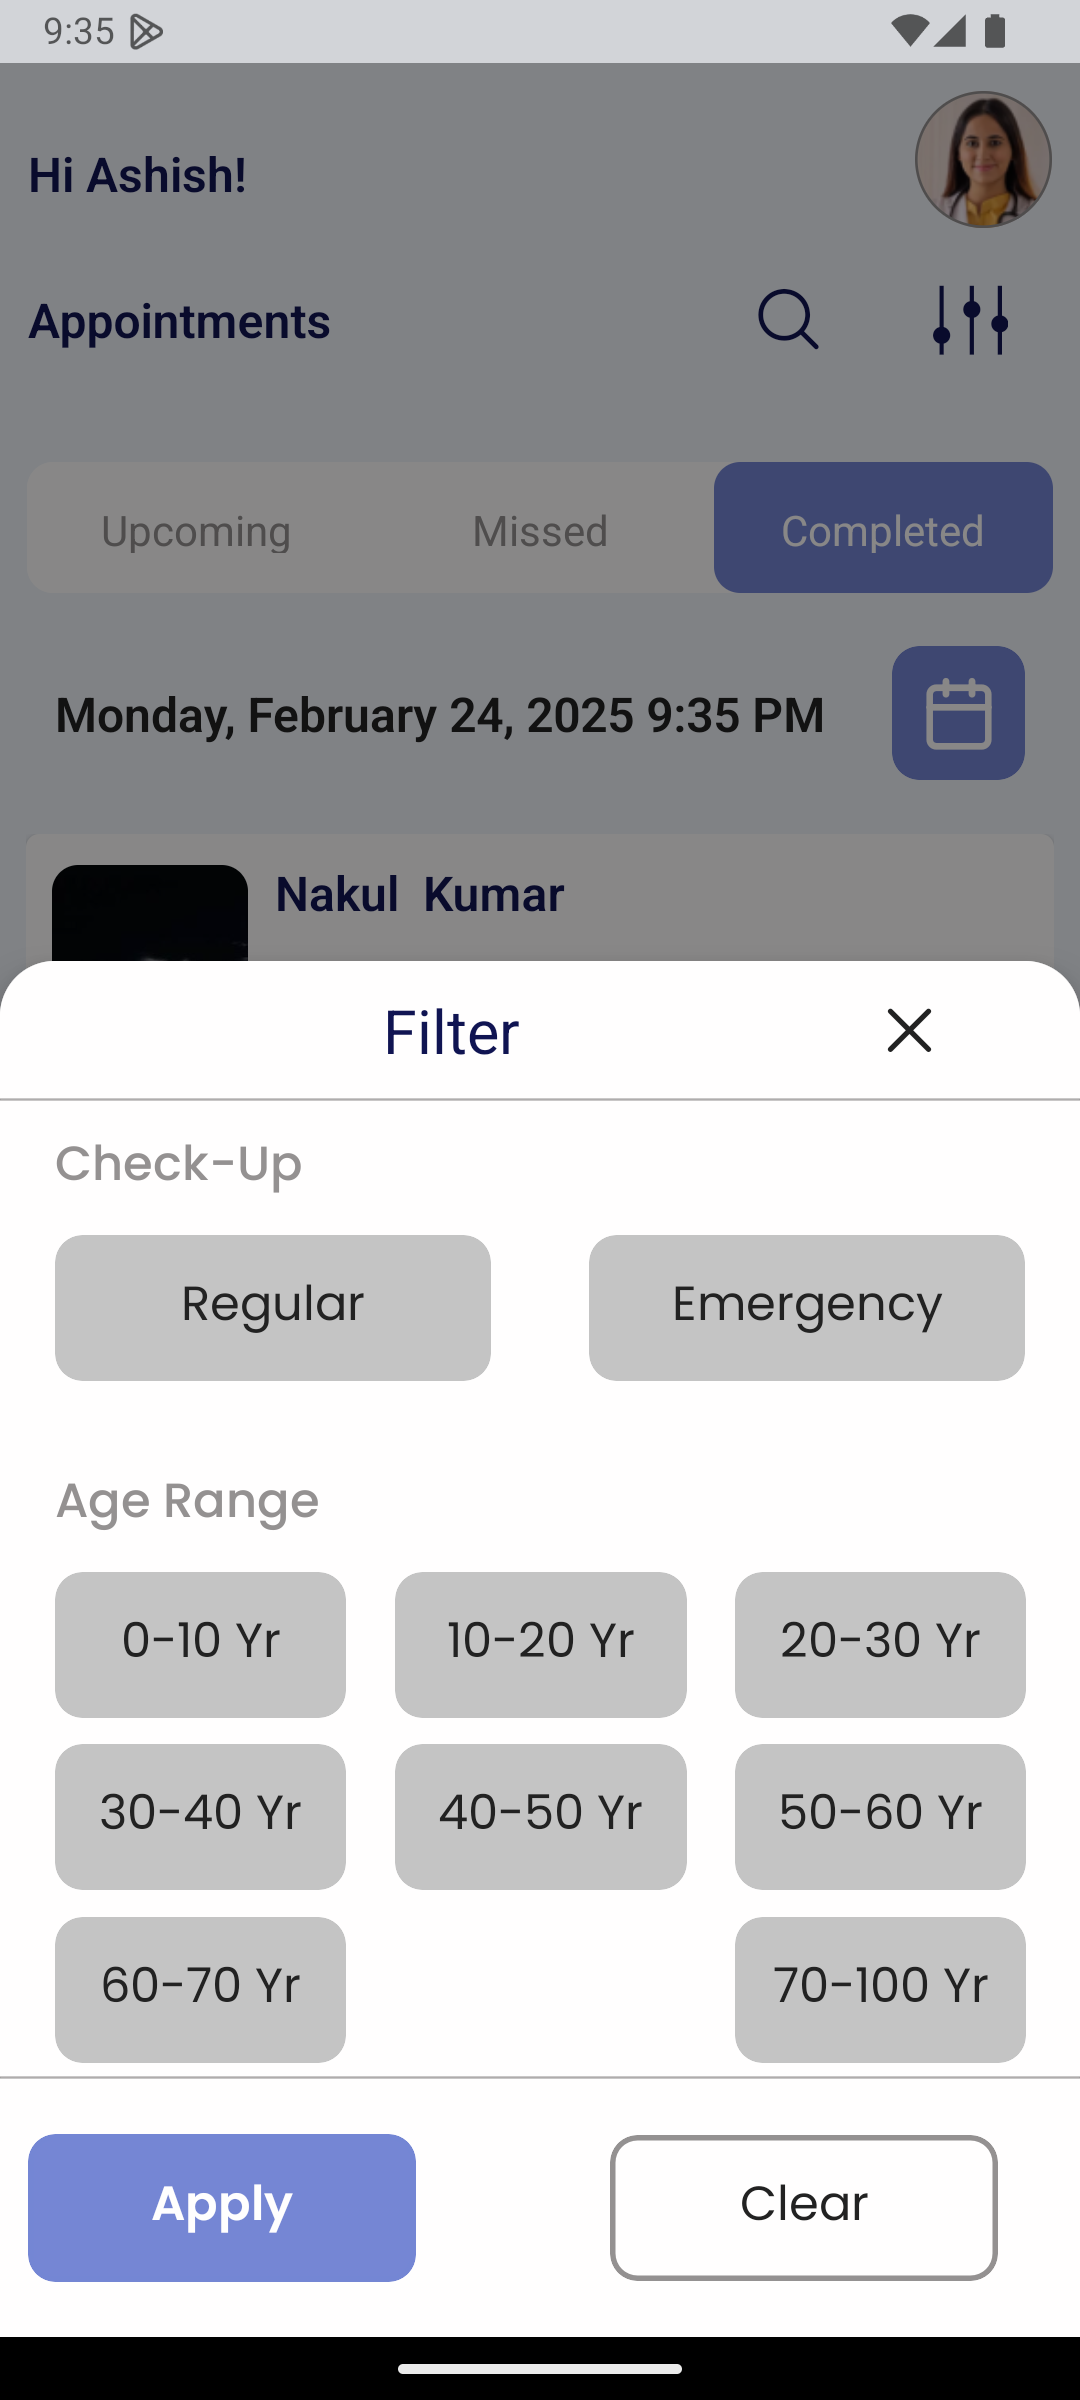 9:35
Hi Ashish!
Appointments
Upcoming Missed Completed
Monday, February 24, 2025 9:35 PM
Nakul Kumar
Filter
Check-Up
Regular Emergency
Age Range
0-10 Yr 10-20 Yr 20-30 Yr
30-40 Yr 40-50 Yr 50-60 Yr
60-70 Yr 70-100 Yr
Apply Clear